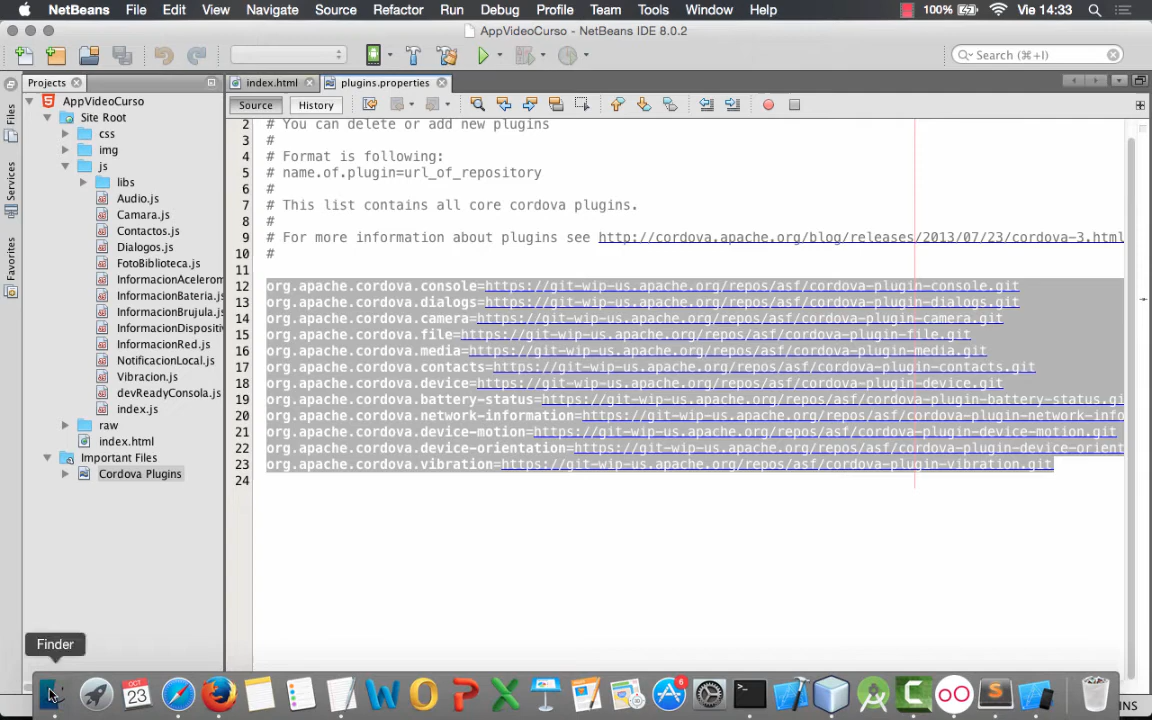 NetBeans File Edit View Navigate Source Refactor Run Debug Profile Team Tools Window Help 100% Vie 14:33
AppVideoCurso - NetBeans IDE 8.0.2
Search (⌘+I)
Projects
index.html
plugins.properties
Source
History
Files
Services
Favorites
AppVideoCurso
Site Root
css
img
js
libs
Audio.js
Camara.js
Contactos.js
Dialogos.js
FotoBiblioteca.js
InformacionAcelerom
InformacionBateria.js
InformacionBrujula.js
InformacionDispositi
InformacionRed.js
NotificacionLocal.js
Vibracion.js
devReadyConsola.js
index.js
raw
index.html
Important Files
Cordova Plugins
2 # You can delete or add new plugins
3 #
4 # Format is following:
5 # name.of.plugin=url_of_repository
6 #
7 # This list contains all core cordova plugins.
8 #
9 # For more information about plugins see http://cordova.apache.org/blog/releases/2013/07/23/cordova-3.html
10 #
11
12 org.apache.cordova.console=https://git-wip-us.apache.org/repos/asf/cordova-plugin-console.git
13 org.apache.cordova.dialogs=https://git-wip-us.apache.org/repos/asf/cordova-plugin-dialogs.git
14 org.apache.cordova.camera=https://git-wip-us.apache.org/repos/asf/cordova-plugin-camera.git
15 org.apache.cordova.file=https://git-wip-us.apache.org/repos/asf/cordova-plugin-file.git
16 org.apache.cordova.media=https://git-wip-us.apache.org/repos/asf/cordova-plugin-media.git
17 org.apache.cordova.contacts=https://git-wip-us.apache.org/repos/asf/cordova-plugin-contacts.git
18 org.apache.cordova.device=https://git-wip-us.apache.org/repos/asf/cordova-plugin-device.git
19 org.apache.cordova.battery-status=https://git-wip-us.apache.org/repos/asf/cordova-plugin-battery-status.gi
20 org.apache.cordova.network-information=https://git-wip-us.apache.org/repos/asf/cordova-plugin-network-info
21 org.apache.cordova.device-motion=https://git-wip-us.apache.org/repos/asf/cordova-plugin-device-motion.git
22 org.apache.cordova.device-orientation=https://git-wip-us.apache.org/repos/asf/cordova-plugin-device-orient
23 org.apache.cordova.vibration=https://git-wip-us.apache.org/repos/asf/cordova-plugin-vibration.git
24
Finder
OCT
23
6
INS